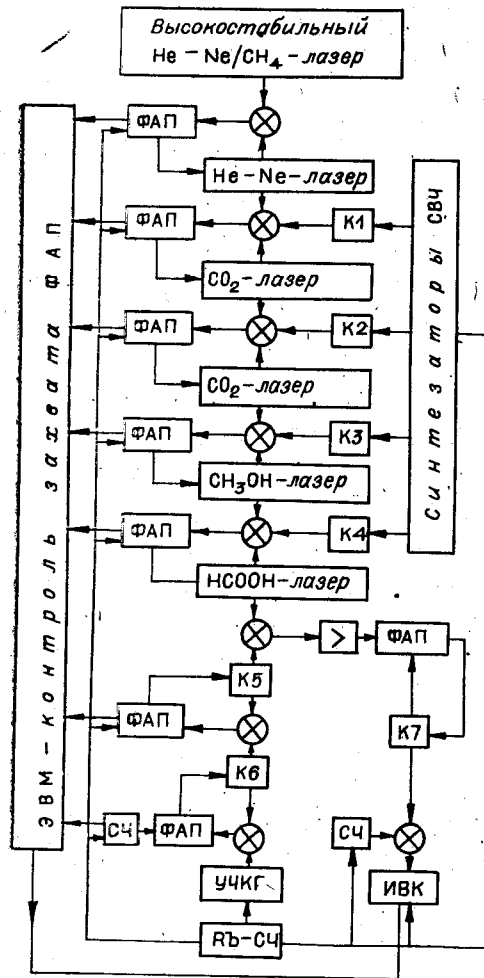 Высокостабильный
He-Ne/CH₄-лазер
ФАП
He-Ne-лазер
ФАП
К1
CO₂-лазер
ФАП
К2
CO₂-лазер
ФАП
К3
CH₃OH-лазер
ФАП
К4
HCOOH-лазер
>
ФАП
К5
ФАП
К7
К6
СЧ
ФАП
СЧ
УЧКГ
ИВК
Rb-СЧ
ЭВМ-контроль захвата ФАП
Синтезаторы СВЧ